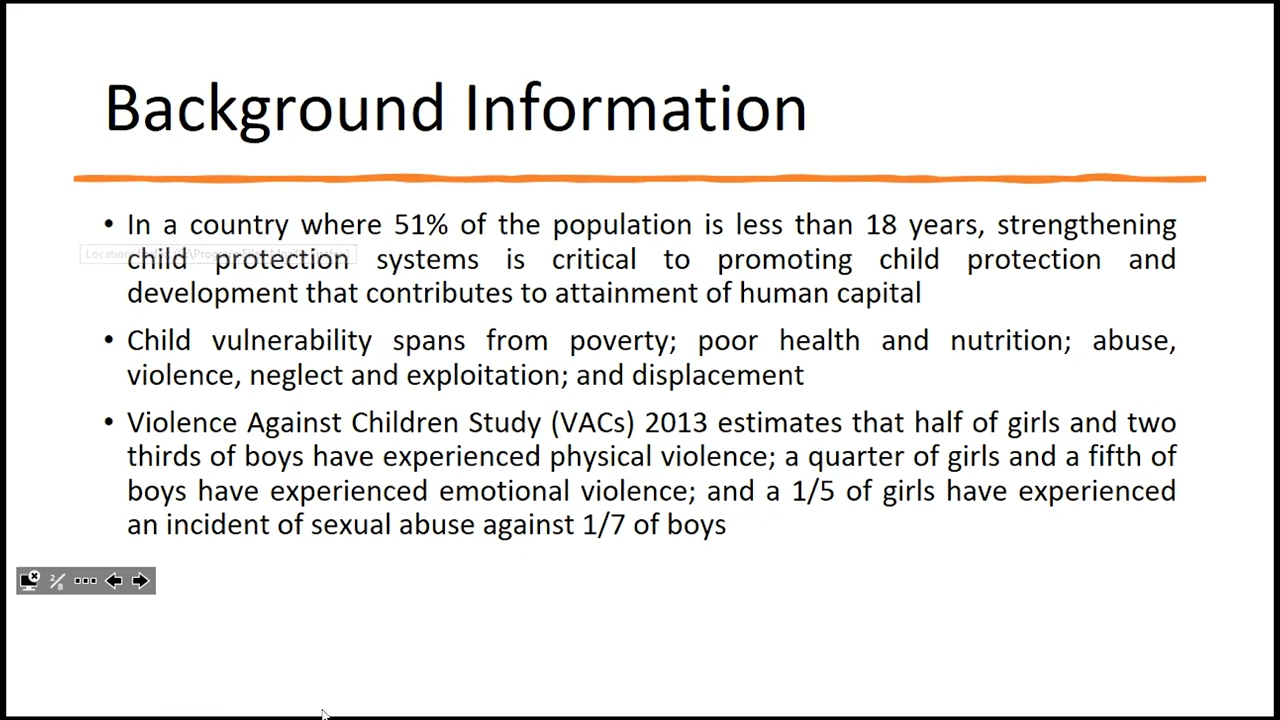 Background Information
• In a country where 51% of the population is less than 18 years, strengthening
child protection systems is critical to promoting child protection and
development that contributes to attainment of human capital
• Child vulnerability spans from poverty; poor health and nutrition; abuse,
violence, neglect and exploitation; and displacement
• Violence Against Children Study (VACs) 2013 estimates that half of girls and two
thirds of boys have experienced physical violence; a quarter of girls and a fifth of
boys have experienced emotional violence; and a 1/5 of girls have experienced
an incident of sexual abuse against 1/7 of boys
2/8